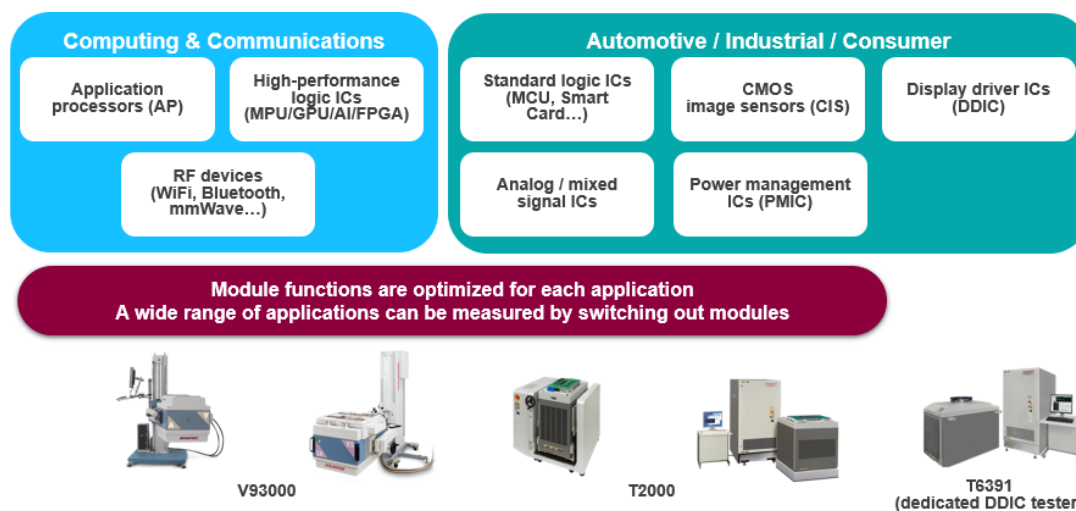 Computing & Communications
Application
processors (AP)
High-performance
logic ICs
(MPU/GPU/AI/FPGA)
RF devices
(WiFi, Bluetooth,
mmWave…)
Automotive / Industrial / Consumer
Standard logic ICs
(MCU, Smart
Card…)
CMOS
image sensors (CIS)
Display driver ICs
(DDIC)
Analog / mixed
signal ICs
Power management
ICs (PMIC)
Module functions are optimized for each application
A wide range of applications can be measured by switching out modules
V93000
T2000
T6391
(dedicated DDIC tester